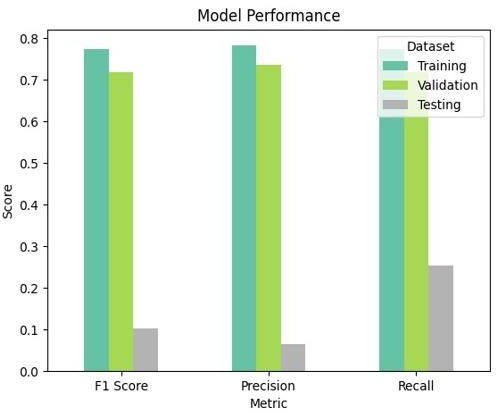 Model Performance
Dataset
Training
Validation
Testing
Score
0.8
0.7
0.6
0.5
0.4
0.3
0.2
0.1
0.0
F1 Score Precision Recall
Metric